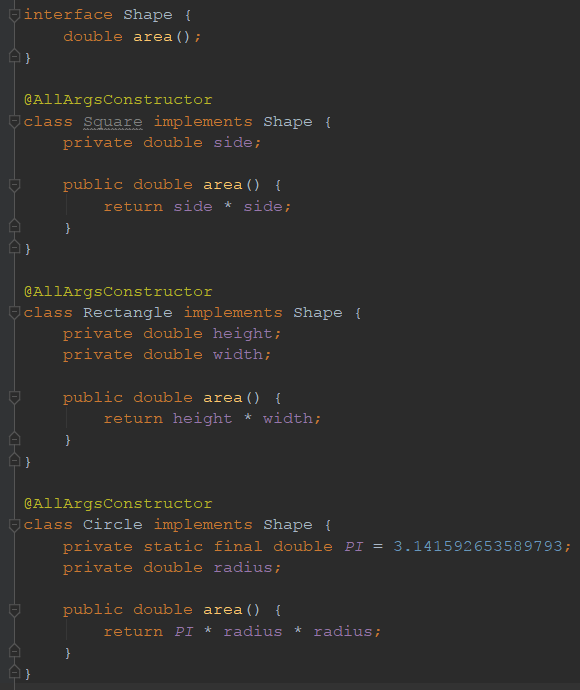 interface Shape {
    double area();
}

@AllArgsConstructor
class Square implements Shape {
    private double side;

    public double area() {
        return side * side;
    }
}

@AllArgsConstructor
class Rectangle implements Shape {
    private double height;
    private double width;

    public double area() {
        return height * width;
    }
}

@AllArgsConstructor
class Circle implements Shape {
    private static final double PI = 3.141592653589793;
    private double radius;

    public double area() {
        return PI * radius * radius;
    }
}